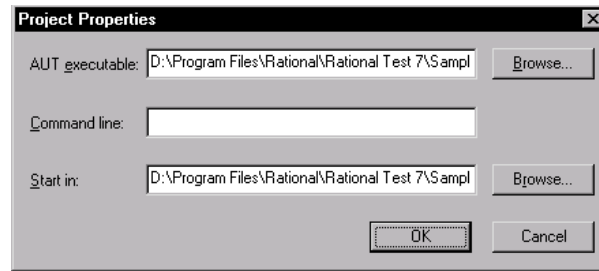 Project Properties
AUT executable: D:\Program Files\Rational\Rational Test 7\Sampl Browse...
Command line:
Start in: D:\Program Files\Rational\Rational Test 7\Sampl Browse...
OK Cancel